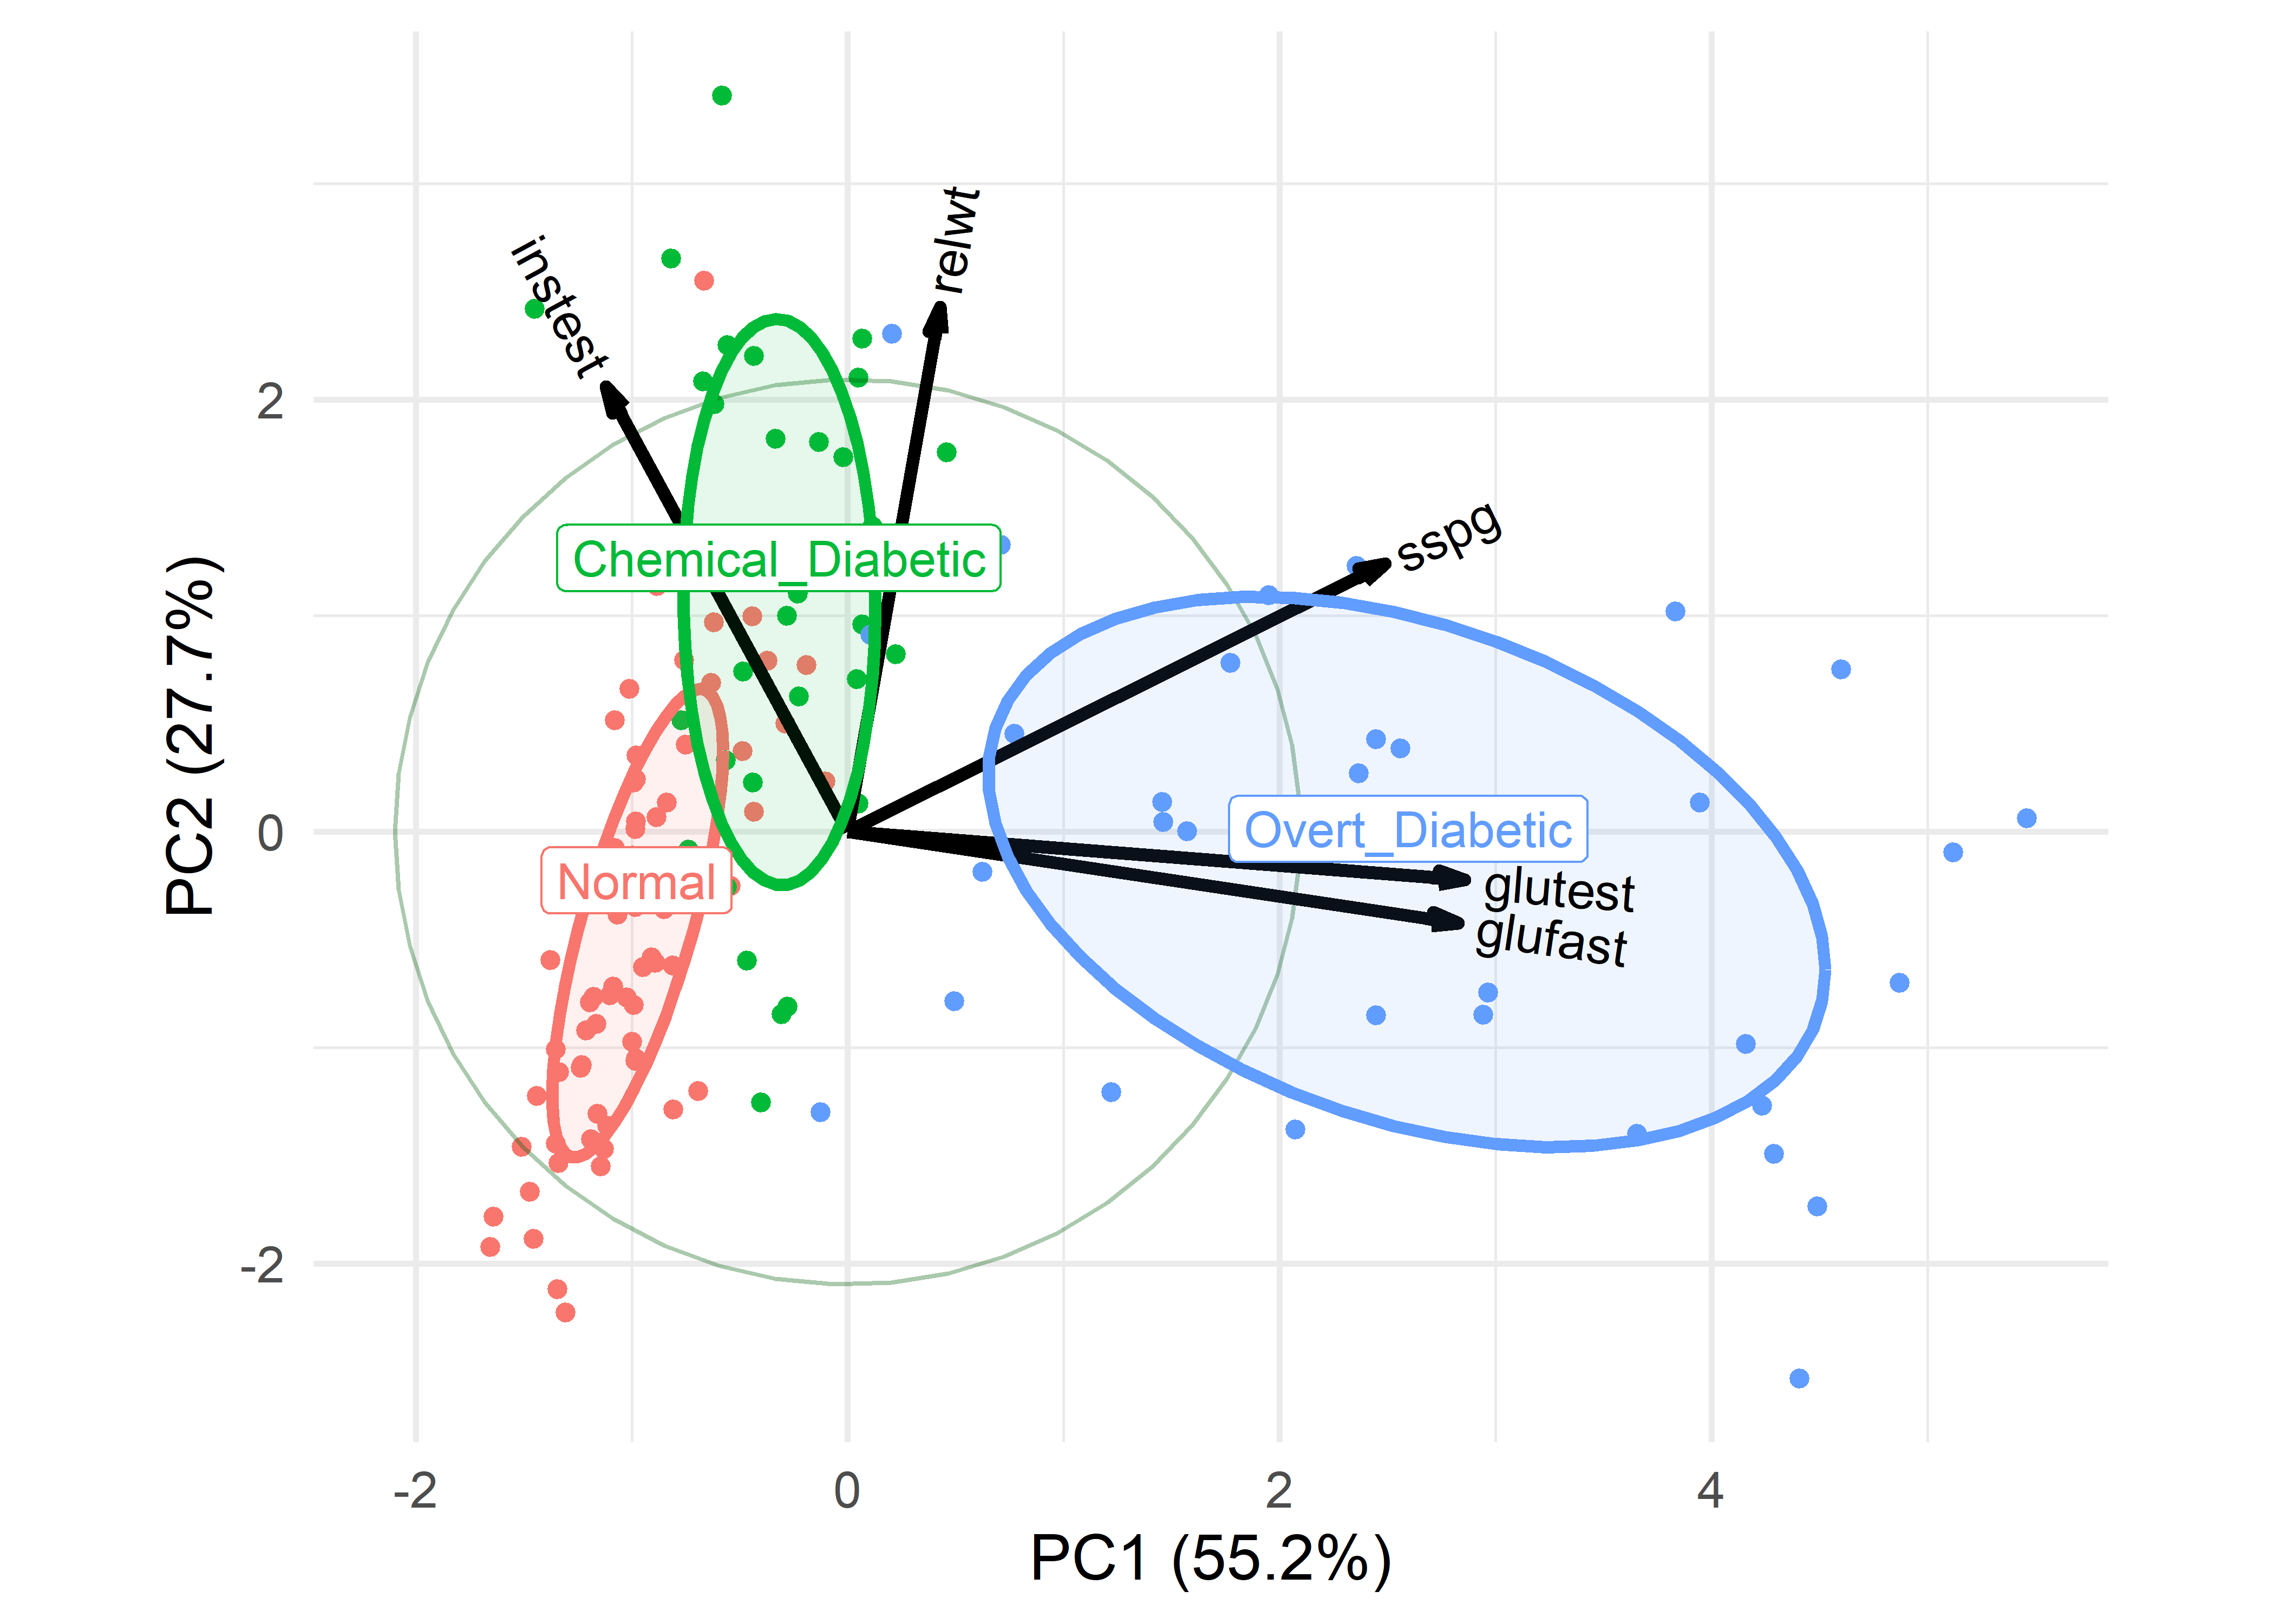 relwt
instest
2
sspg
Chemical_Diabetic
PC2 (27.7%)
0
Overt_Diabetic
Normal
glutest
glufast
-2
-2
0
2
4
PC1 (55.2%)